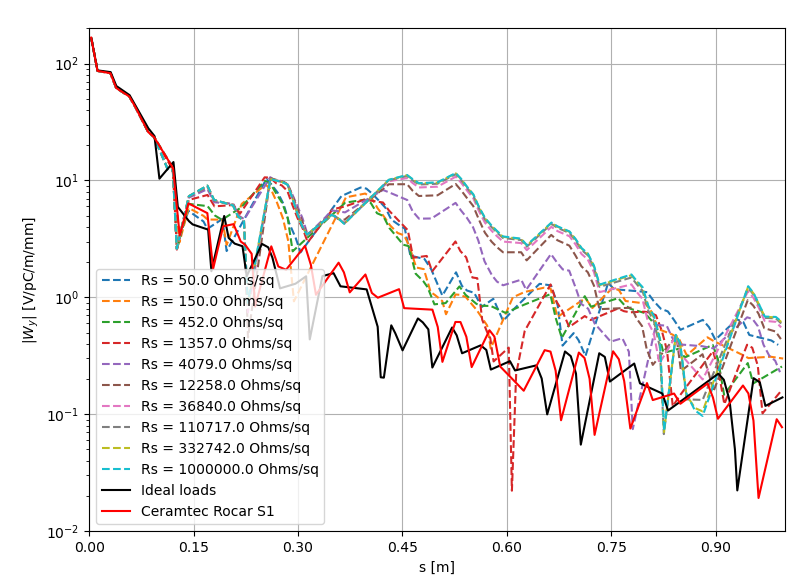 10²
10¹
10⁰
10⁻¹
10⁻²
|W_y| [V/pC/m/mm]
Rs = 50.0 Ohms/sq
Rs = 150.0 Ohms/sq
Rs = 452.0 Ohms/sq
Rs = 1357.0 Ohms/sq
Rs = 4079.0 Ohms/sq
Rs = 12258.0 Ohms/sq
Rs = 36840.0 Ohms/sq
Rs = 110717.0 Ohms/sq
Rs = 332742.0 Ohms/sq
Rs = 1000000.0 Ohms/sq
Ideal loads
Ceramtec Rocar S1
0.00 0.15 0.30 0.45 0.60 0.75 0.90
s [m]